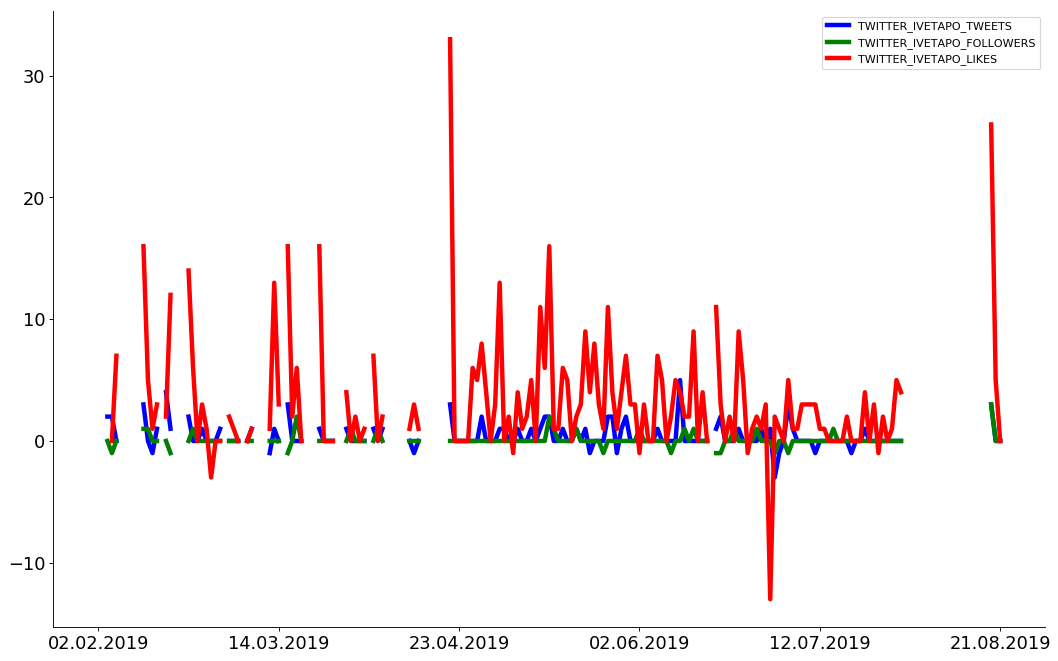 TWITTER_IVETAPO_TWEETS
TWITTER_IVETAPO_FOLLOWERS
TWITTER_IVETAPO_LIKES
30
20
10
0
−10
02.02.2019 14.03.2019 23.04.2019 02.06.2019 12.07.2019 21.08.2019